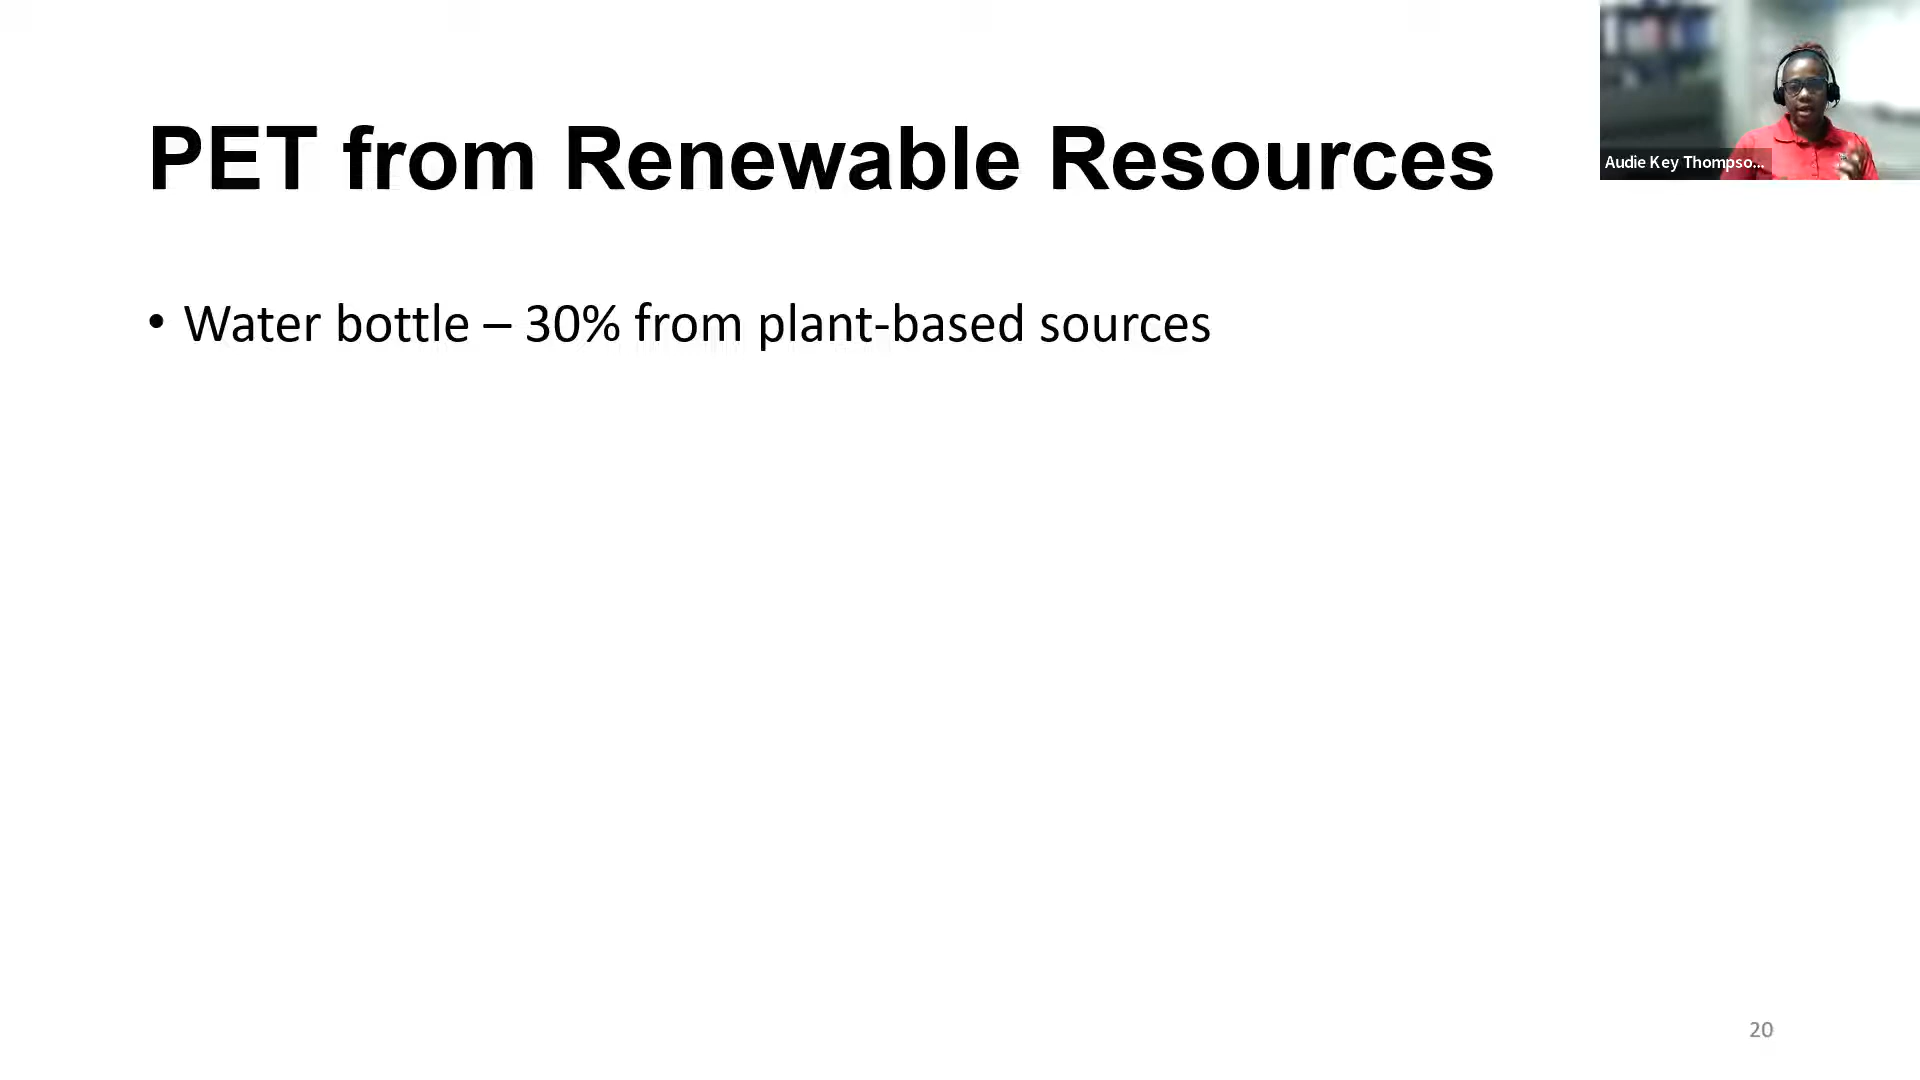 PET from Renewable Resources
Audie Key Thompso...
• Water bottle – 30% from plant-based sources
20